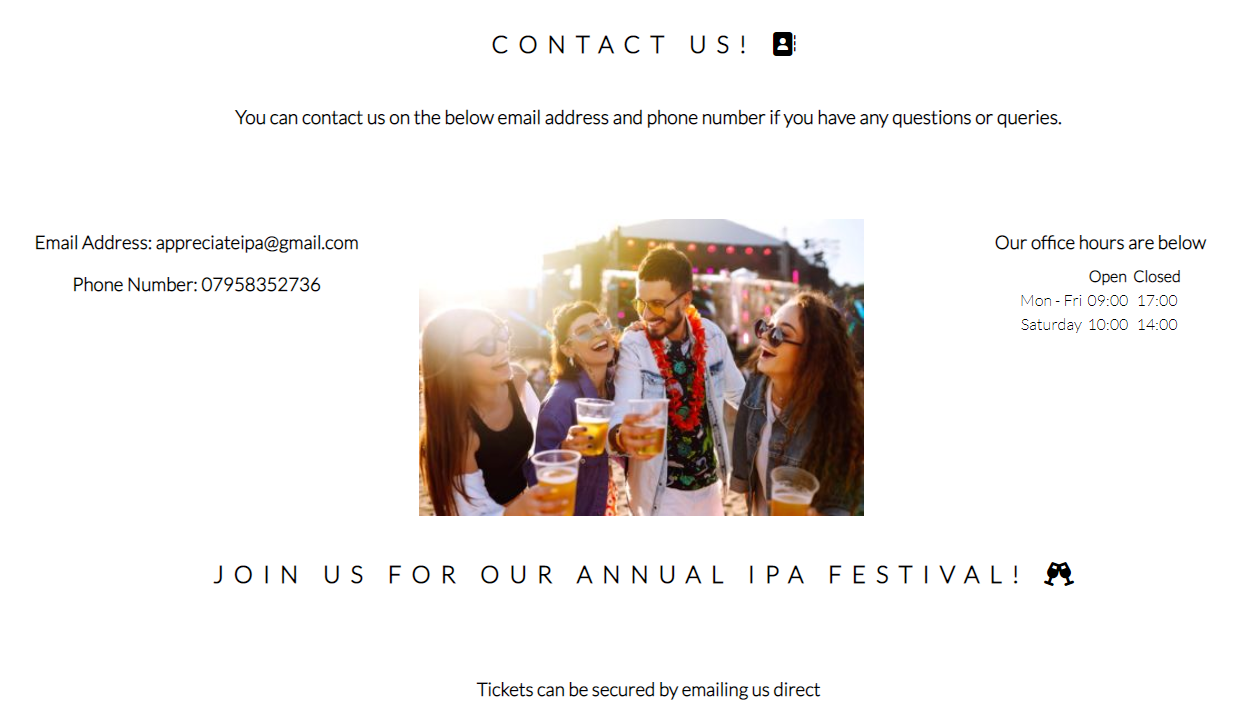 CONTACT US!
You can contact us on the below email address and phone number if you have any questions or queries.
Email Address: appreciateipa@gmail.com
Phone Number: 07958352736
Our office hours are below
Open Closed
Mon - Fri 09:00 17:00
Saturday 10:00 14:00
JOIN US FOR OUR ANNUAL IPA FESTIVAL!
Tickets can be secured by emailing us direct